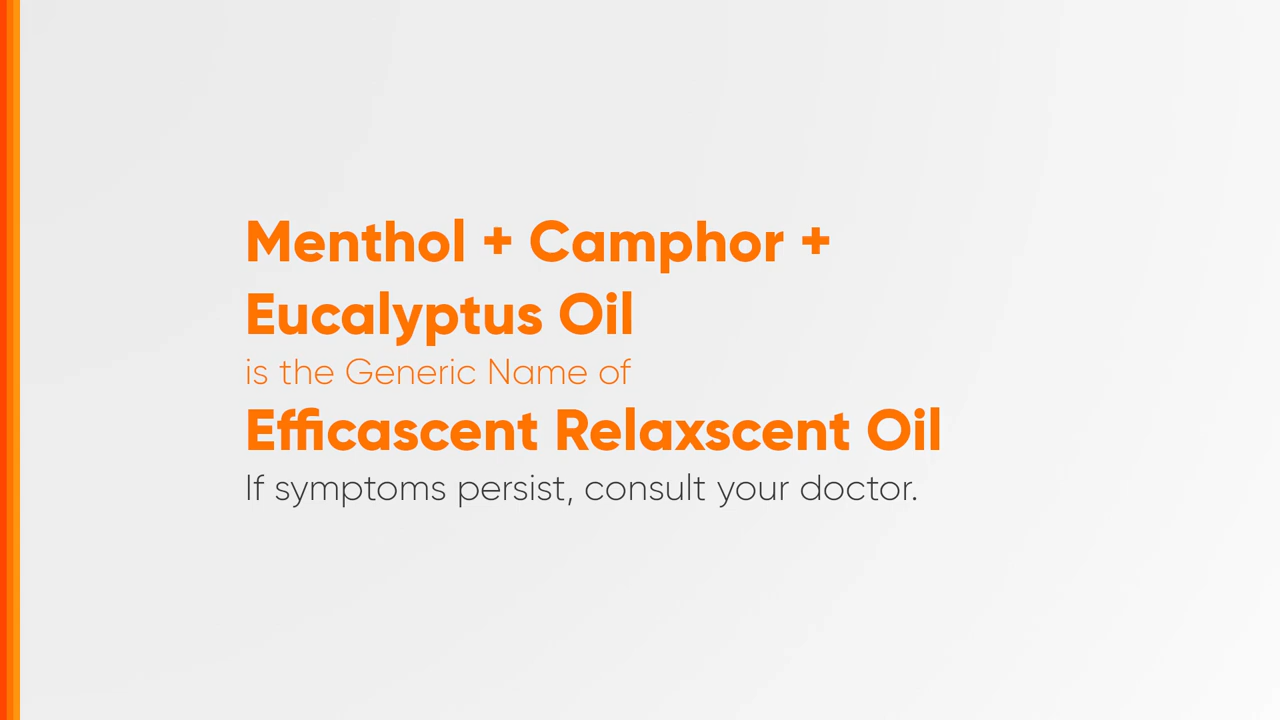 Menthol + Camphor +
Eucalyptus Oil
is the Generic Name of
Efficascent Relaxscent Oil
If symptoms persist, consult your doctor.